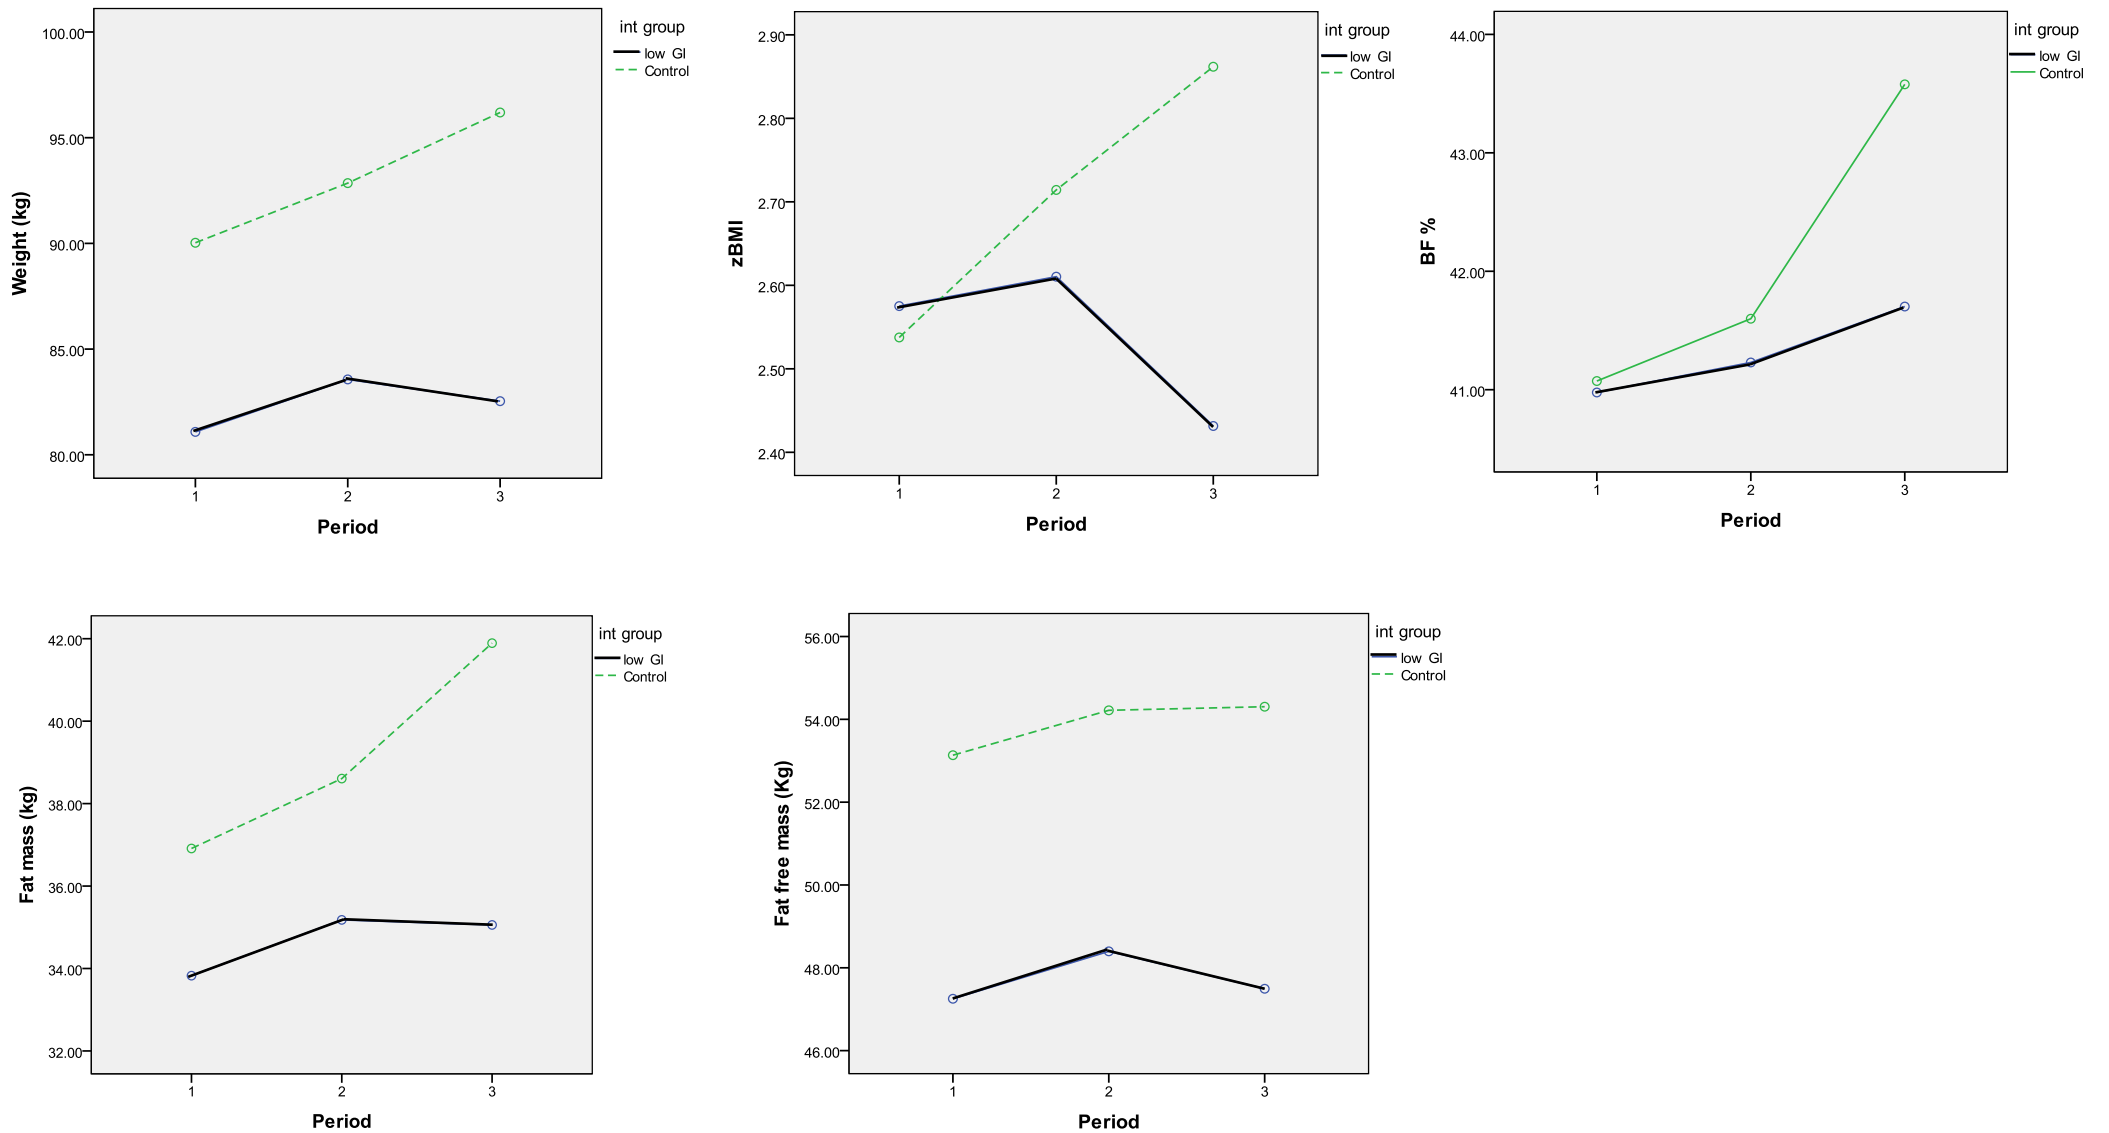 int group
low GI
Control
100.00
95.00
90.00
85.00
80.00
Weight (kg)
1 2 3
Period
int group
low GI
Control
2.90
2.80
2.70
2.60
2.50
2.40
zBMI
1 2 3
Period
int group
low GI
Control
44.00
43.00
42.00
41.00
BF %
1 2 3
Period
int group
low GI
Control
42.00
40.00
38.00
36.00
34.00
32.00
Fat mass (kg)
1 2 3
Period
int group
low GI
Control
56.00
54.00
52.00
50.00
48.00
46.00
Fat free mass (Kg)
1 2 3
Period